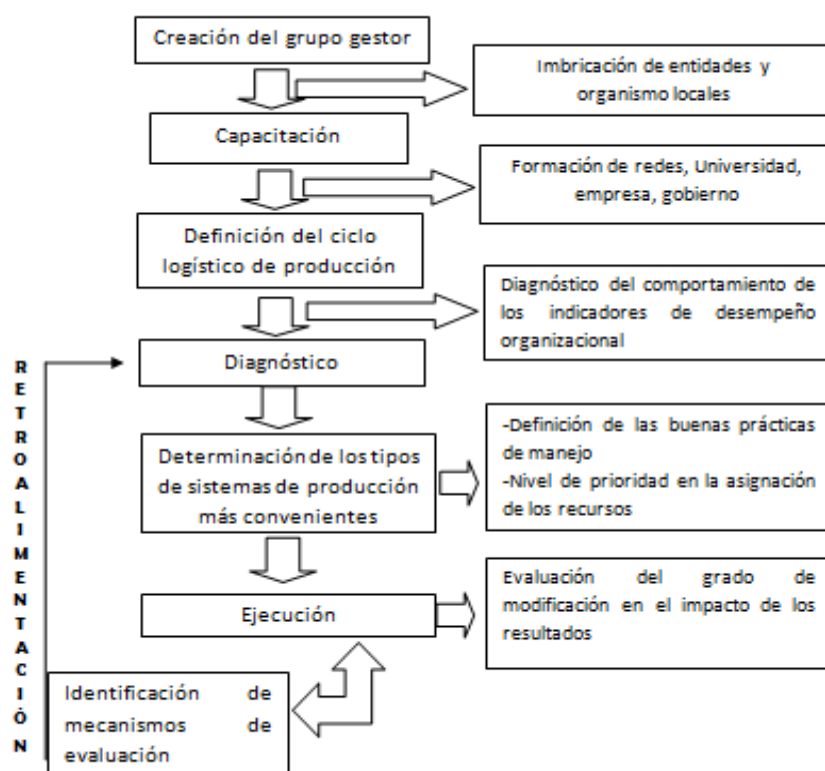 Creación del grupo gestor
Imbricación de entidades y
organismo locales
Capacitación
Formación de redes, Universidad,
empresa, gobierno
Definición del ciclo
logístico de producción
Diagnóstico del comportamiento de
los indicadores de desempeño
organizacional
Diagnóstico
Determinación de los tipos
de sistemas de producción
más convenientes
-Definición de las buenas prácticas
de manejo
-Nivel de prioridad en la asignación
de los recursos
Ejecución
Evaluación del grado de
modificación en el impacto de los
resultados
Identificación de
mecanismos de
evaluación
RETROALIMENTACIÓN